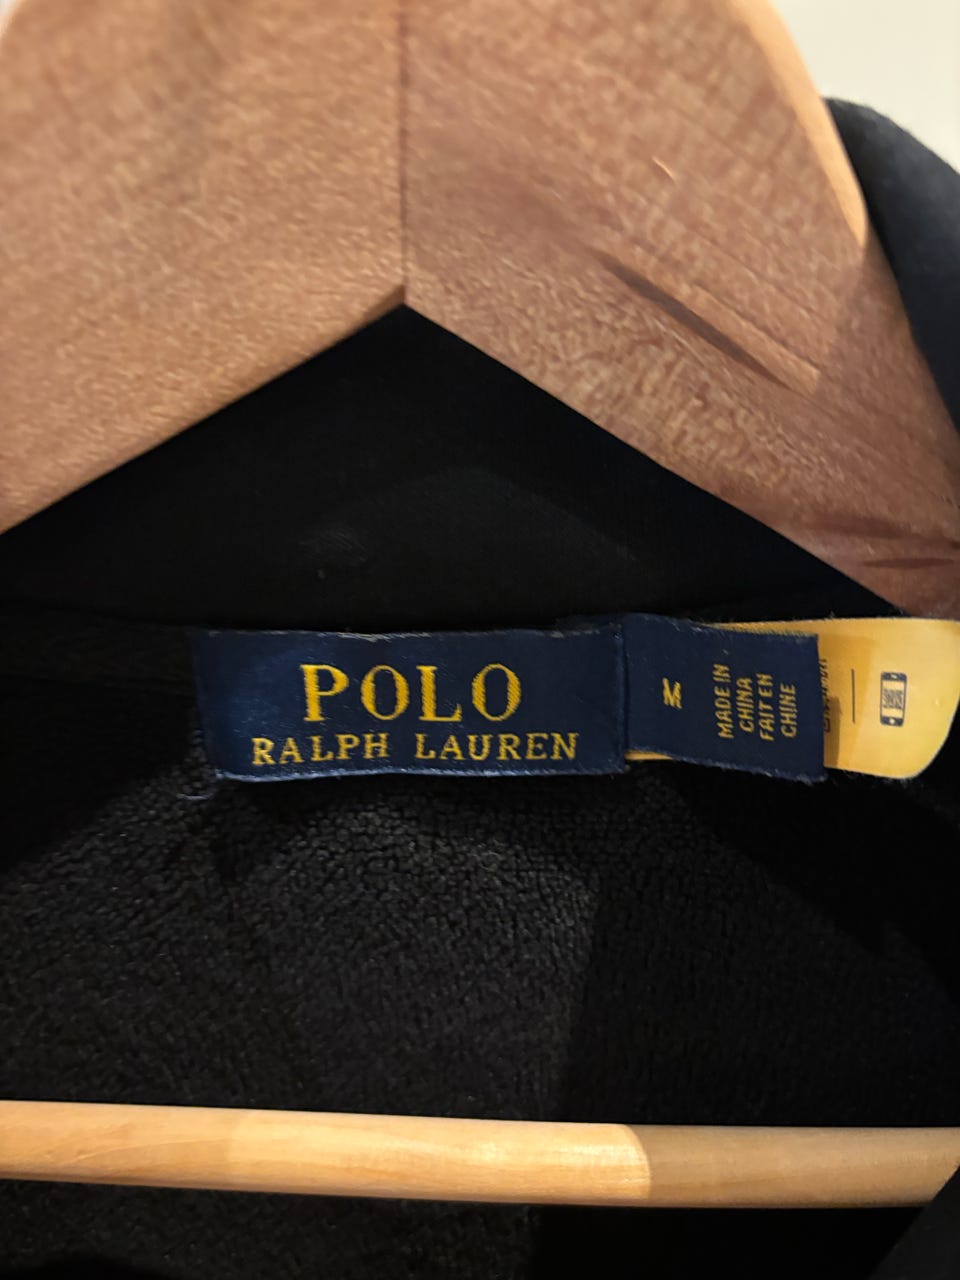 POLO
RALPH LAUREN
M
MADE IN
CHINA
FAIT EN
CHINE